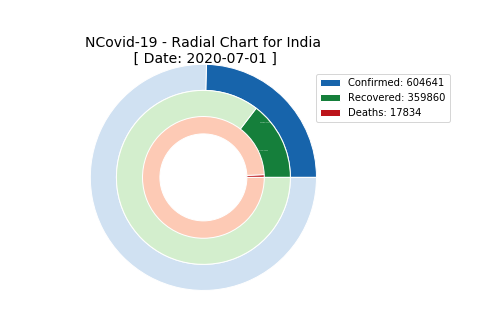 NCovid-19 - Radial Chart for India
[ Date: 2020-07-01 ]
Confirmed: 604641
Recovered: 359860
Deaths: 17834